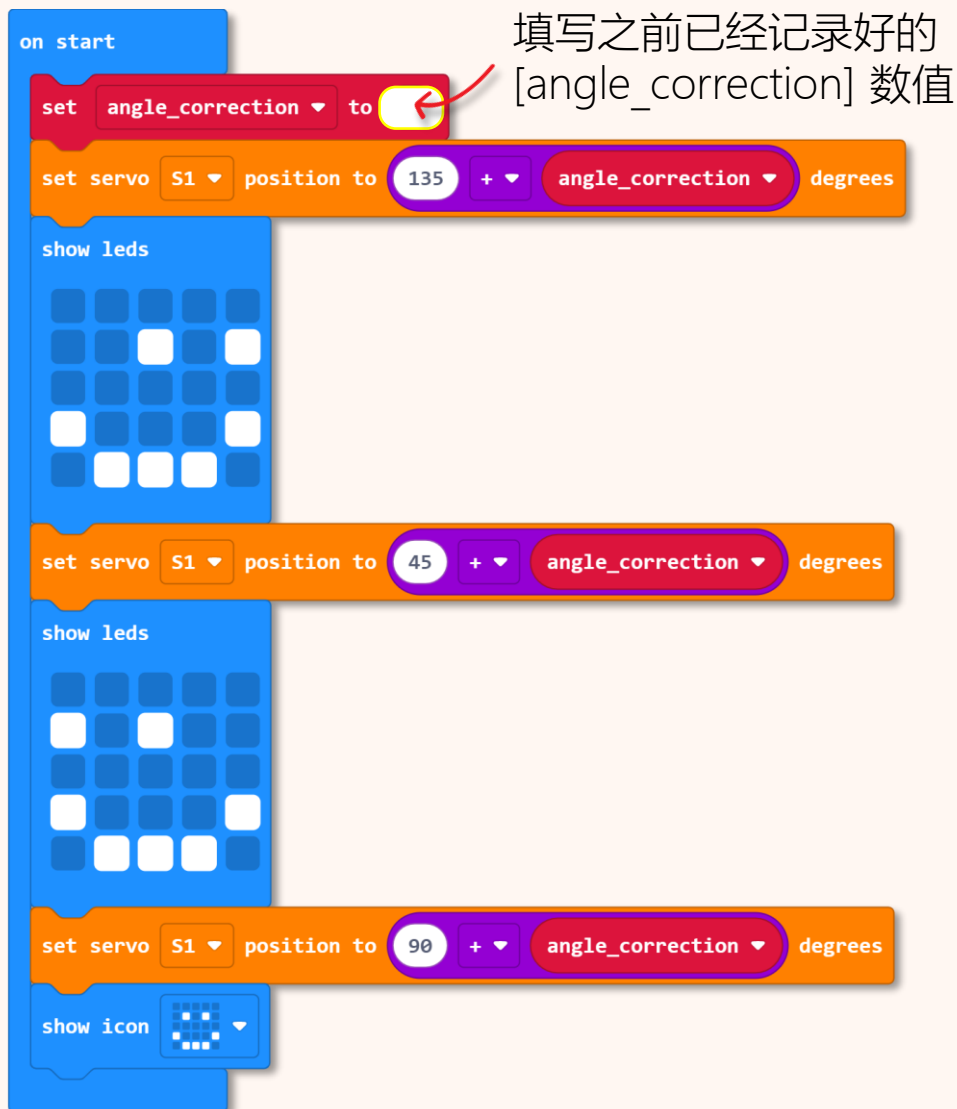 on start
填写之前已经记录好的
[angle_correction] 数值
set angle_correction to
set servo S1 position to 135 + angle_correction degrees
show leds
set servo S1 position to 45 + angle_correction degrees
show leds
set servo S1 position to 90 + angle_correction degrees
show icon